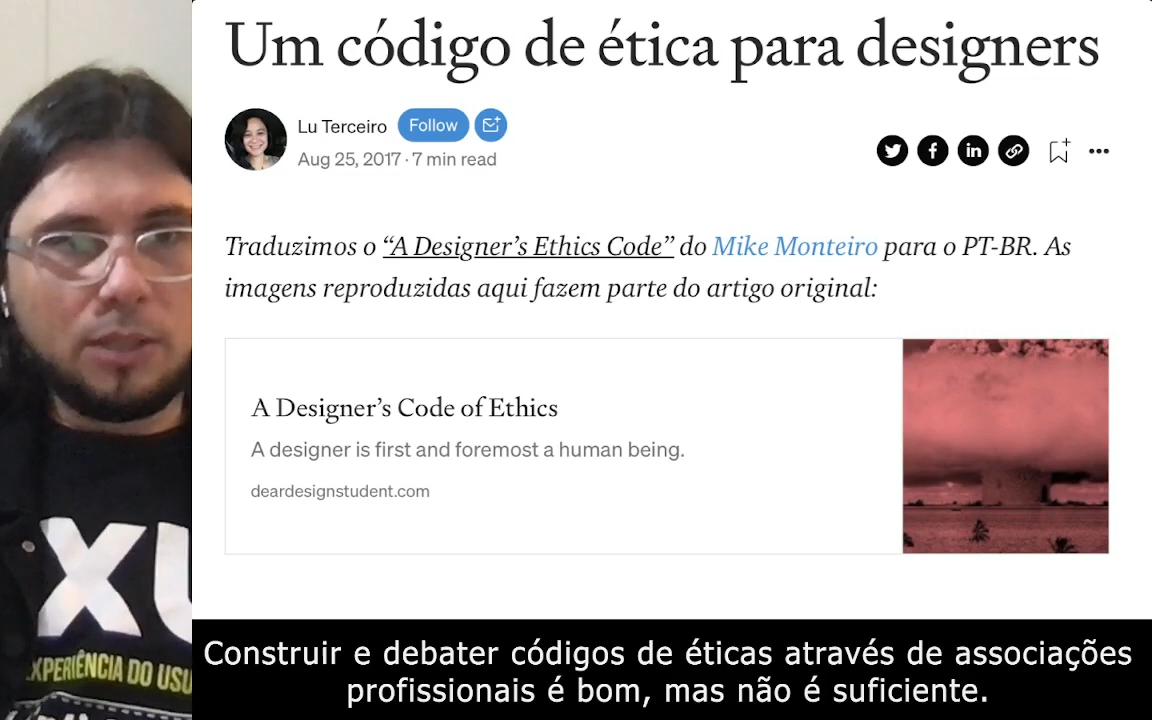 Um código de ética para designers
Lu Terceiro Follow
Aug 25, 2017 · 7 min read
Traduzimos o “A Designer’s Ethics Code” do Mike Monteiro para o PT-BR. As
imagens reproduzidas aqui fazem parte do artigo original:
A Designer’s Code of Ethics
A designer is first and foremost a human being.
deardesignstudent.com
XU
EXPERIÊNCIA DO USU
Construir e debater códigos de éticas através de associações
profissionais é bom, mas não é suficiente.